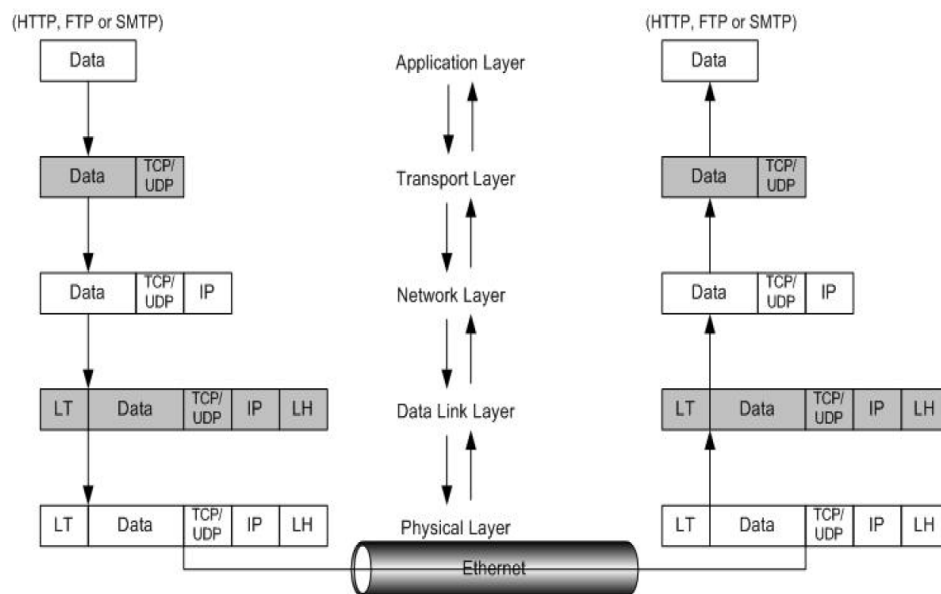 (HTTP, FTP or SMTP)
(HTTP, FTP or SMTP)
Data
Application Layer
Data
Data
TCP/
UDP
Transport Layer
Data
TCP/
UDP
Data
TCP/
UDP
IP
Network Layer
Data
TCP/
UDP
IP
LT
Data
TCP/
UDP
IP
LH
Data Link Layer
LT
Data
TCP/
UDP
IP
LH
LT
Data
TCP/
UDP
IP
LH
Physical Layer
LT
Data
TCP/
UDP
IP
LH
Ethernet